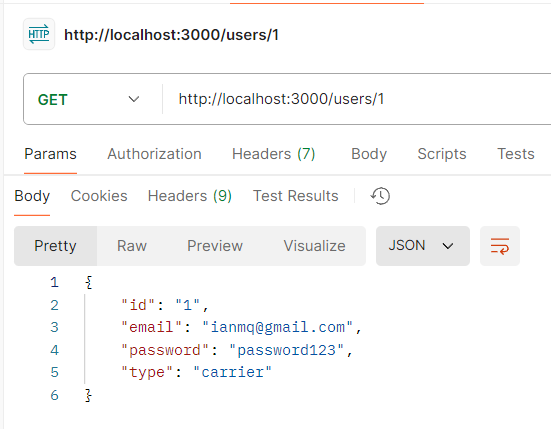 HTTP http://localhost:3000/users/1
GET http://localhost:3000/users/1
Params Authorization Headers (7) Body Scripts Tests
Body Cookies Headers (9) Test Results
Pretty Raw Preview Visualize JSON
1 {
2 "id": "1",
3 "email": "ianmq@gmail.com",
4 "password": "password123",
5 "type": "carrier"
6 }